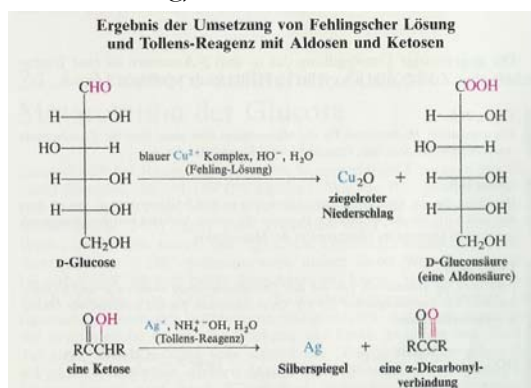 Ergebnis der Umsetzung von Fehlingscher Lösung
und Tollens-Reagenz mit Aldosen und Ketosen
CHO
H OH
HO H
H OH
H OH
CH₂OH
D-Glucose
blauer Cu²⁺ Komplex, HO⁻, H₂O
(Fehling-Lösung)
Cu₂O
ziegelroter
Niederschlag
+
COOH
H OH
HO H
H OH
H OH
CH₂OH
D-Gluconsäure
(eine Aldonsäure)
O OH
RCCHR
eine Ketose
Ag⁺, NH₄⁺⁻OH, H₂O
(Tollens-Reagenz)
Ag
Silberspiegel
+
O O
RCCR
eine α-Dicarbonyl-
verbindung